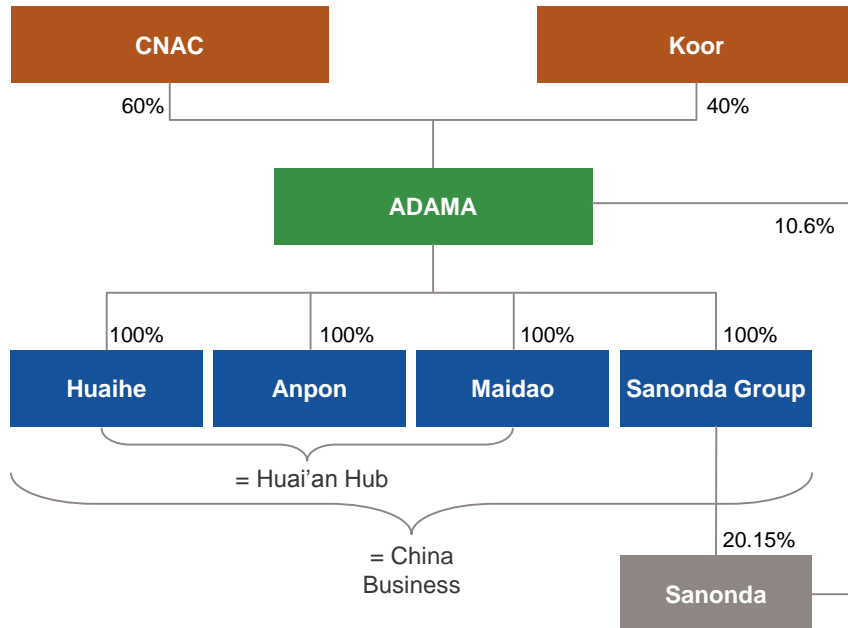 CNAC
Koor
60%
40%
ADAMA
10.6%
100%
100%
100%
100%
Huaihe
Anpon
Maidao
Sanonda Group
= Huai’an Hub
20.15%
= China
Business
Sanonda